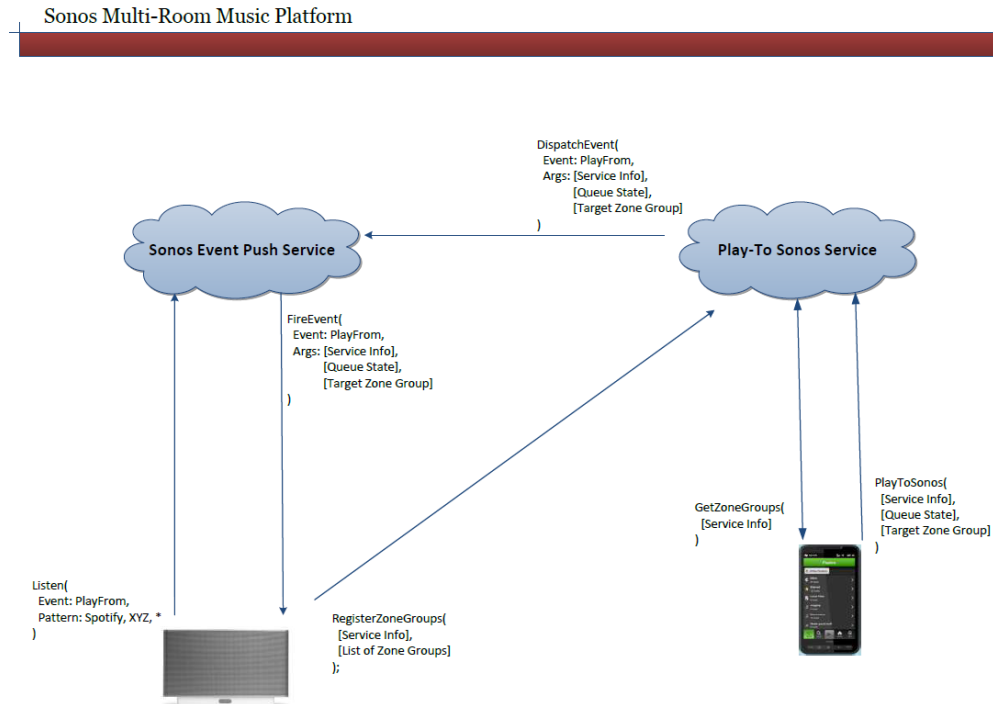 Sonos Multi-Room Music Platform
DispatchEvent(
Event: PlayFrom,
Args: [Service Info],
[Queue State],
[Target Zone Group]
)
Sonos Event Push Service
Play-To Sonos Service
FireEvent(
Event: PlayFrom,
Args: [Service Info],
[Queue State],
[Target Zone Group]
)
GetZoneGroups(
[Service Info]
)
PlayToSonos(
[Service Info],
[Queue State],
[Target Zone Group]
)
Listen(
Event: PlayFrom,
Pattern: Spotify, XYZ, *
)
RegisterZoneGroups(
[Service Info],
[List of Zone Groups]
);